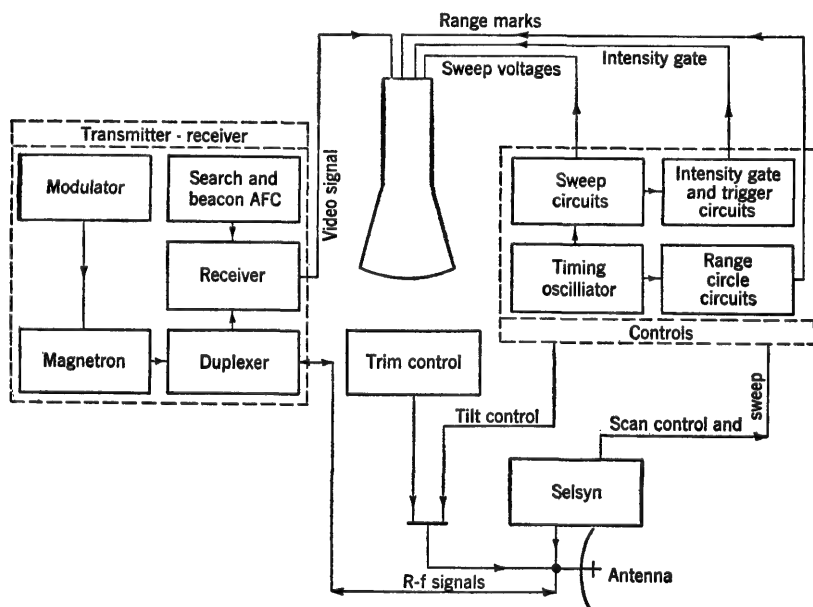 Range marks
Intensity gate
Sweep voltages
Transmitter - receiver
Modulator
Search and
beacon AFC
Video signal
Receiver
Magnetron
Duplexer
Sweep
circuits
Intensity gate
and trigger
circuits
Timing
oscilliator
Range
circle
circuits
Controls
Trim control
Tilt control
Scan control and
sweep
Selsyn
R-f signals
Antenna